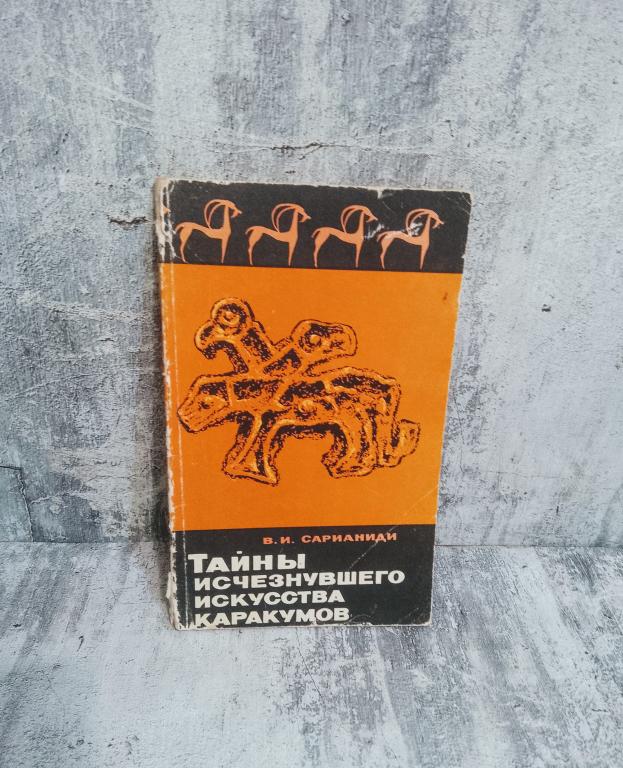 В. И. САРИАНИДИ
ТАЙНЫ
ИСЧЕЗНУВШЕГО
ИСКУССТВА
КАРАКУМОВ